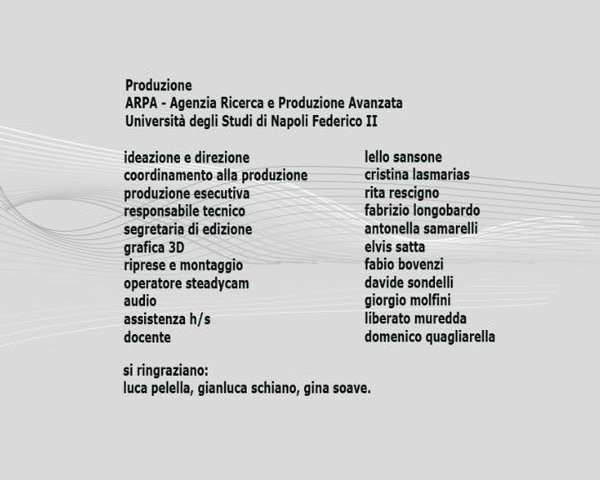 Produzione
ARPA - Agenzia Ricerca e Produzione Avanzata
Università degli Studi di Napoli Federico II
ideazione e direzione lello sansone
coordinamento alla produzione cristina lasmarias
produzione esecutiva rita rescigno
responsabile tecnico fabrizio longobardo
segretaria di edizione antonella samarelli
grafica 3D elvis satta
riprese e montaggio fabio bovenzi
operatore steadycam davide sondelli
audio giorgio molfini
assistenza h/s liberato muredda
docente domenico quagliarella
si ringraziano:
luca pelella, gianluca schiano, gina soave.